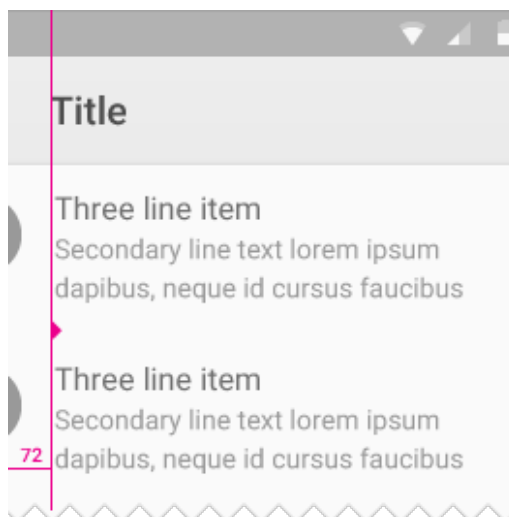 Title
Three line item
Secondary line text lorem ipsum
dapibus, neque id cursus faucibus
Three line item
Secondary line text lorem ipsum
72 dapibus, neque id cursus faucibus